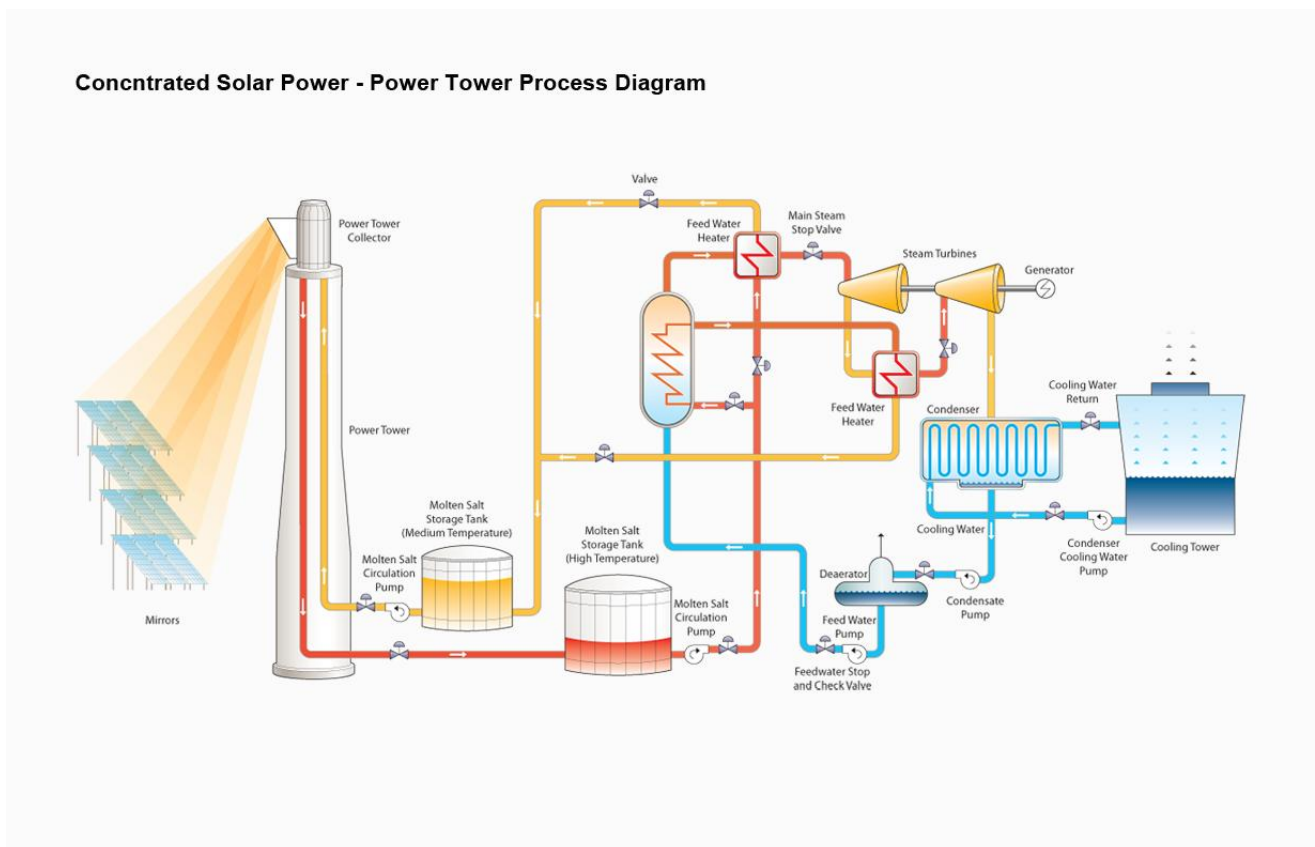 Concntrated Solar Power - Power Tower Process Diagram
Valve
Power Tower
Collector
Feed Water
Heater
Main Steam
Stop Valve
Steam Turbines
Generator
Power Tower
Feed Water
Heater
Condenser
Cooling Water
Return
Molten Salt
Storage Tank
(Medium Temperature)
Molten Salt
Storage Tank
(High Temperature)
Molten Salt
Circulation
Pump
Cooling Water
Condenser
Cooling Water
Pump
Cooling Tower
Deaerator
Condensate
Pump
Mirrors
Molten Salt
Circulation
Pump
Feed Water
Pump
Feedwater Stop
and Check Valve